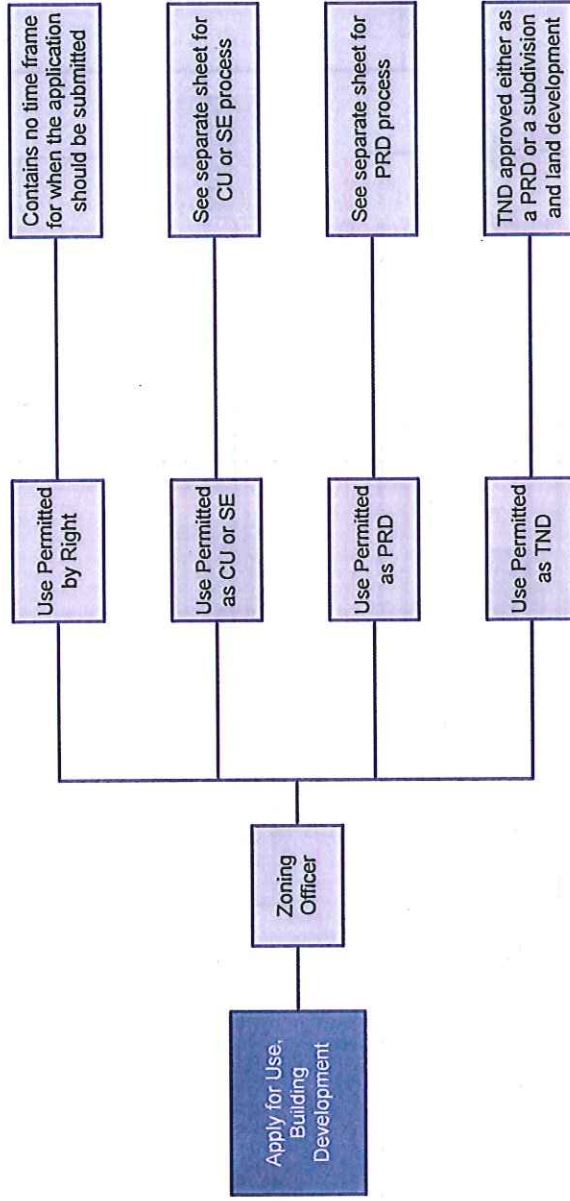 Apply for Use,
Building
Development
Zoning
Officer
Use Permitted
by Right
Contains no time frame
for when the application
should be submitted
Use Permitted
as CU or SE
See separate sheet for
CU or SE process
Use Permitted
as PRD
See separate sheet for
PRD process
Use Permitted
as TND
TND approved either as
a PRD or a subdivision
and land development